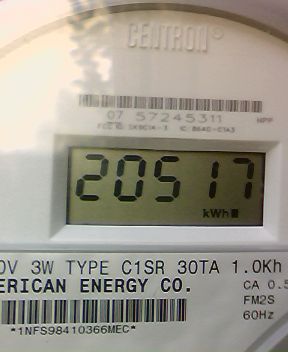 CENTRON®
07 57245311 NPP
20517
kWh
0V 3W TYPE C1SR 30TA 1.0Kh
ERICAN ENERGY CO. CA 0.5
FM2S
*1NFS98410366MEC* 60Hz